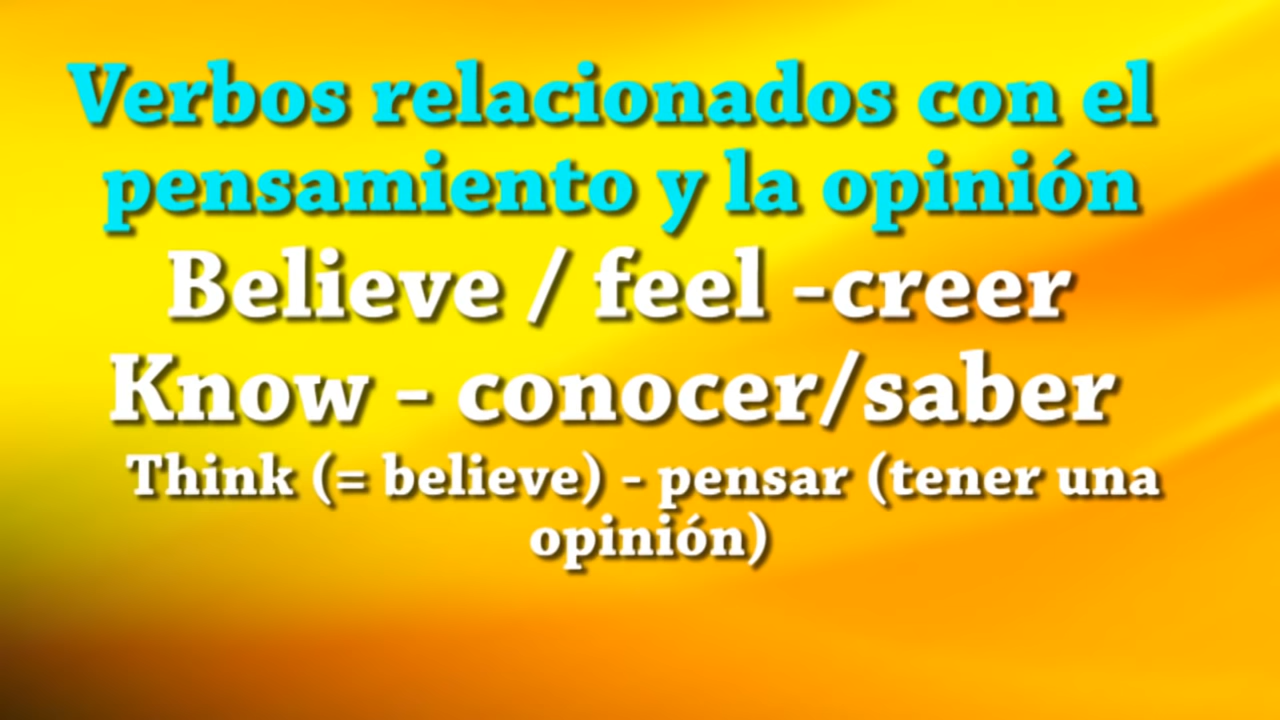 Verbos relacionados con el
pensamiento y la opinión
Believe / feel -creer
Know - conocer/saber
Think (= believe) - pensar (tener una
opinión)